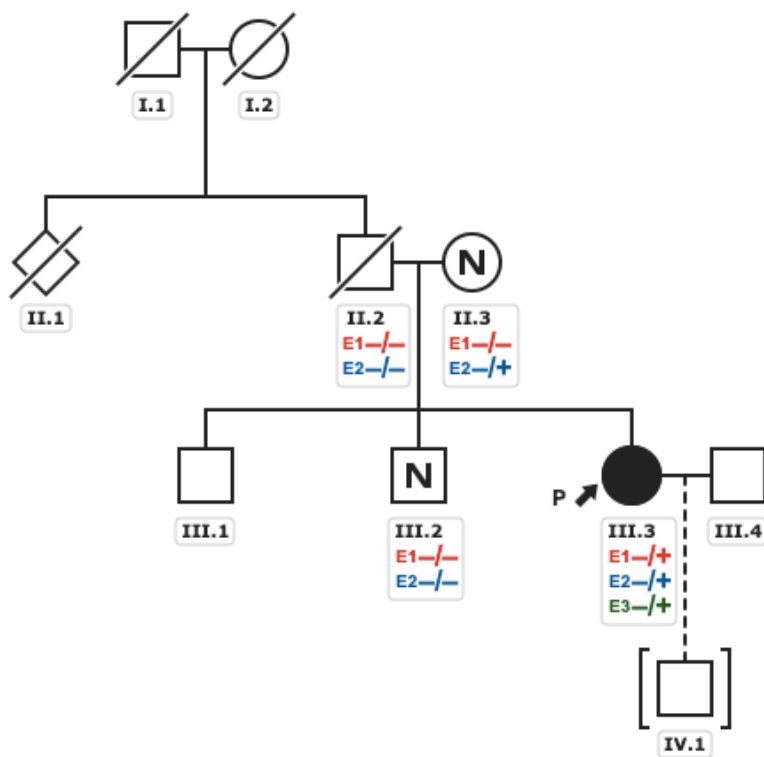 I.1
I.2
II.1
N
II.2
E1−/−
E2−/−
II.3
E1−/−
E2−/+
III.1
N
III.2
E1−/−
E2−/−
P
III.3
E1−/+
E2−/+
E3−/+
III.4
IV.1